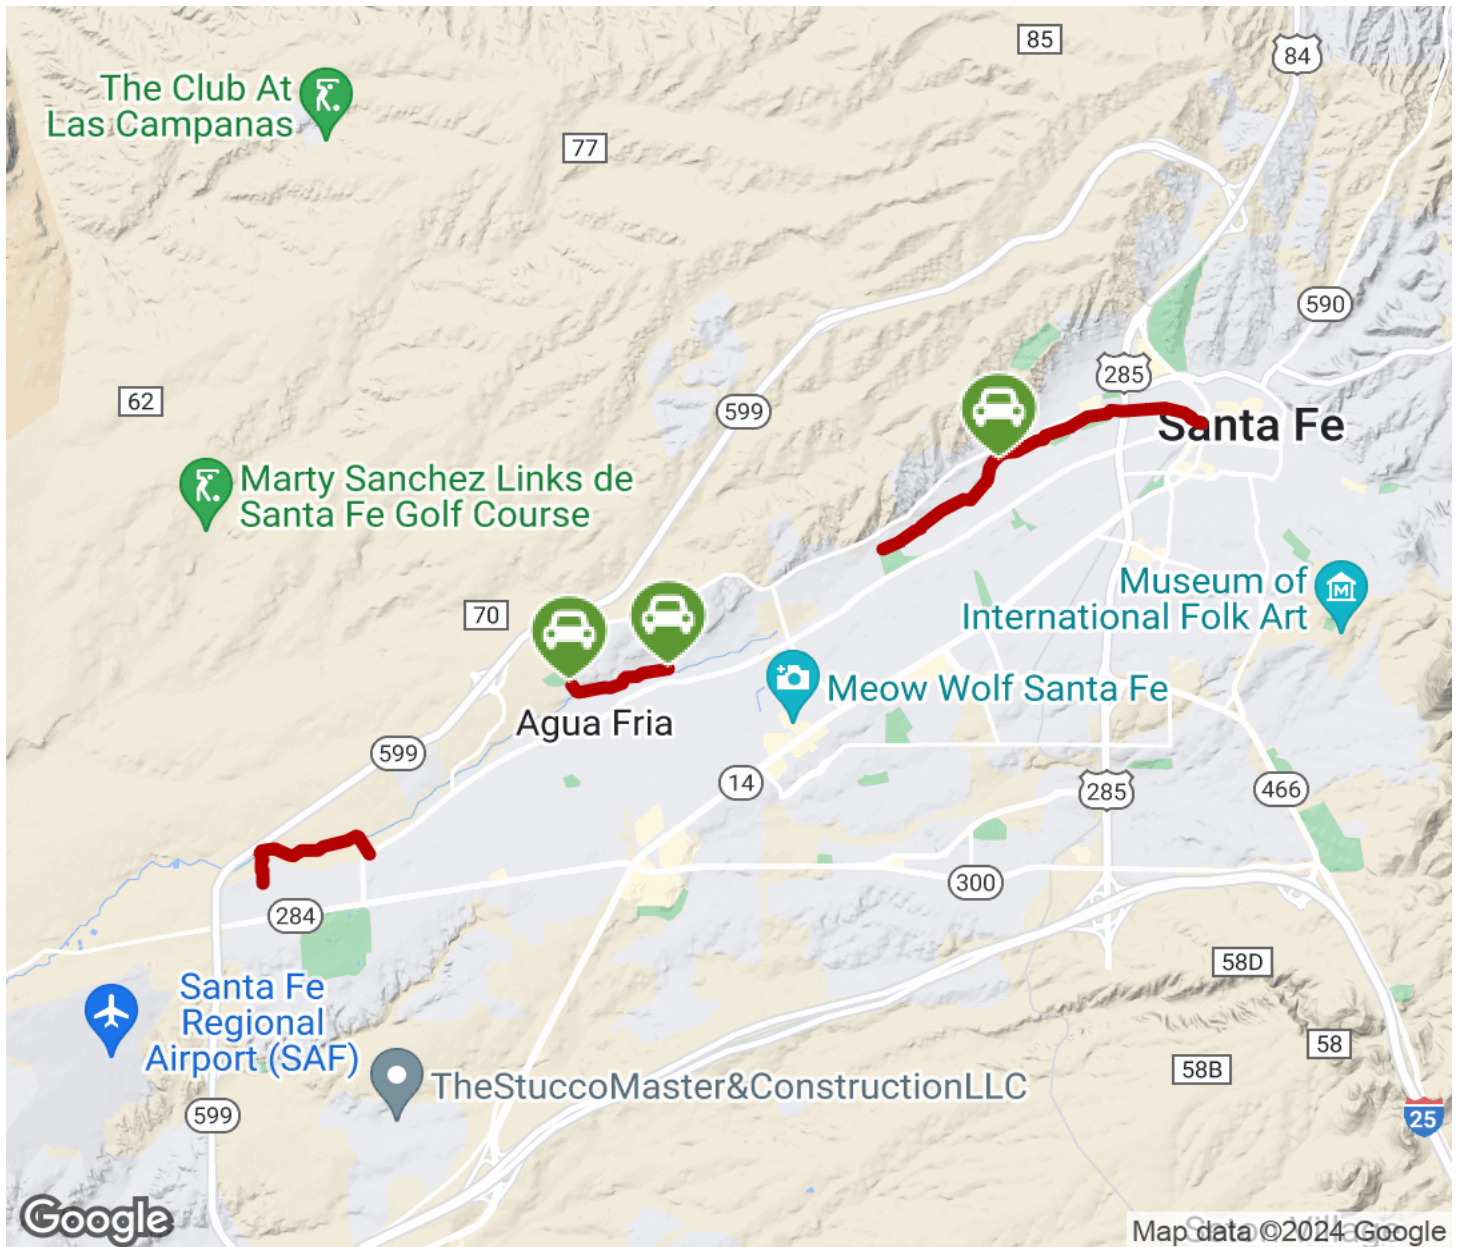 85
84
The Club At
Las Campanas
77
590
285
62
599
Santa Fe
Marty Sanchez Links de
Santa Fe Golf Course
Museum of
International Folk Art
70
Meow Wolf Santa Fe
Agua Fria
599
14
285
466
300
284
58D
Santa Fe
Regional
Airport (SAF)
58
58B
TheStuccoMaster&ConstructionLLC
599
25
Google
Map data ©2024 Google